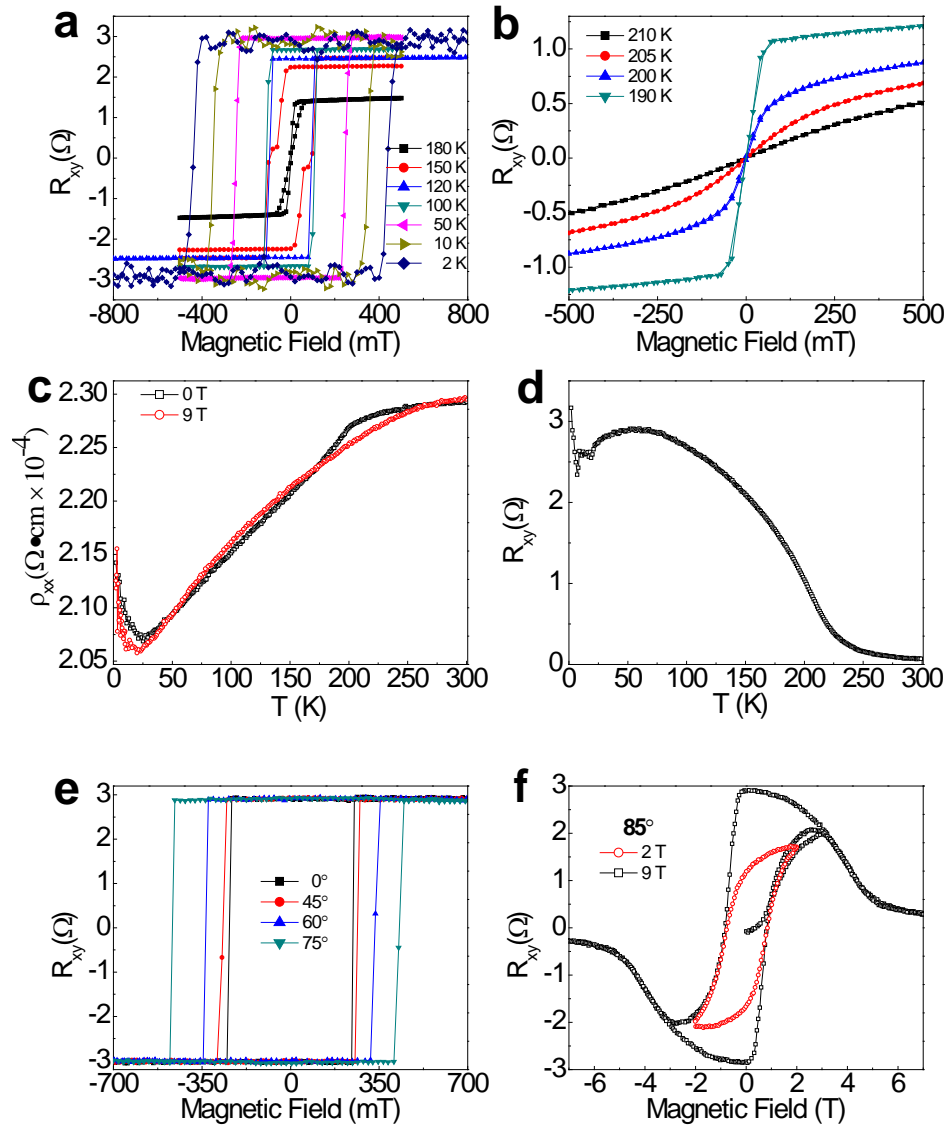 a
R_xy(Ω)
3
2
1
0
-1
-2
-3
180 K
150 K
120 K
100 K
50 K
10 K
2 K
-800 -400 0 400 800
Magnetic Field (mT)
b
1.0
0.5
0.0
-0.5
-1.0
210 K
205 K
200 K
190 K
-500 -250 0 250 500
Magnetic Field (mT)
c
ρ_xx(Ω•cm × 10^-4)
2.30
2.25
2.20
2.15
2.10
2.05
0 T
9 T
0 50 100 150 200 250 300
T (K)
d
R_xy(Ω)
3
2
1
0
0 50 100 150 200 250 300
T (K)
e
R_xy(Ω)
3
2
1
0
-1
-2
-3
0°
45°
60°
75°
-700 -350 0 350 700
Magnetic Field (mT)
f
R_xy(Ω)
3
2
1
0
-1
-2
-3
85°
2 T
9 T
-6 -4 -2 0 2 4 6
Magnetic Field (T)